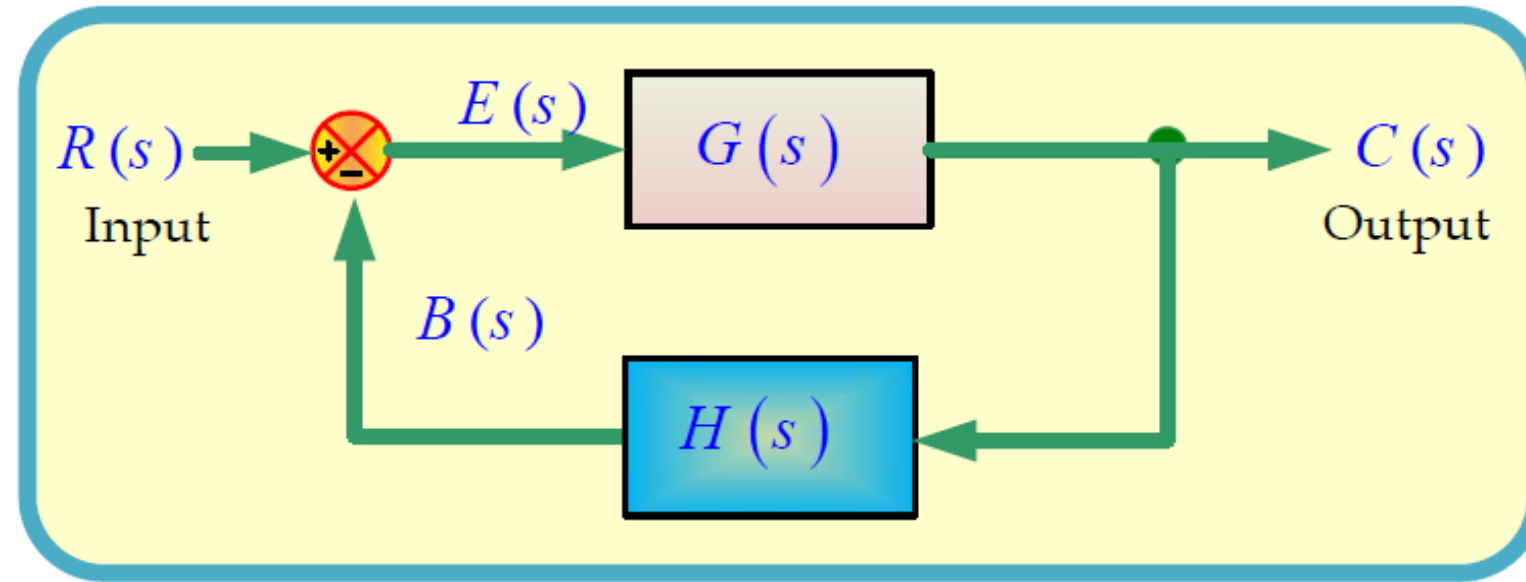 R(s)
Input
+
−
E(s)
G(s)
C(s)
Output
B(s)
H(s)